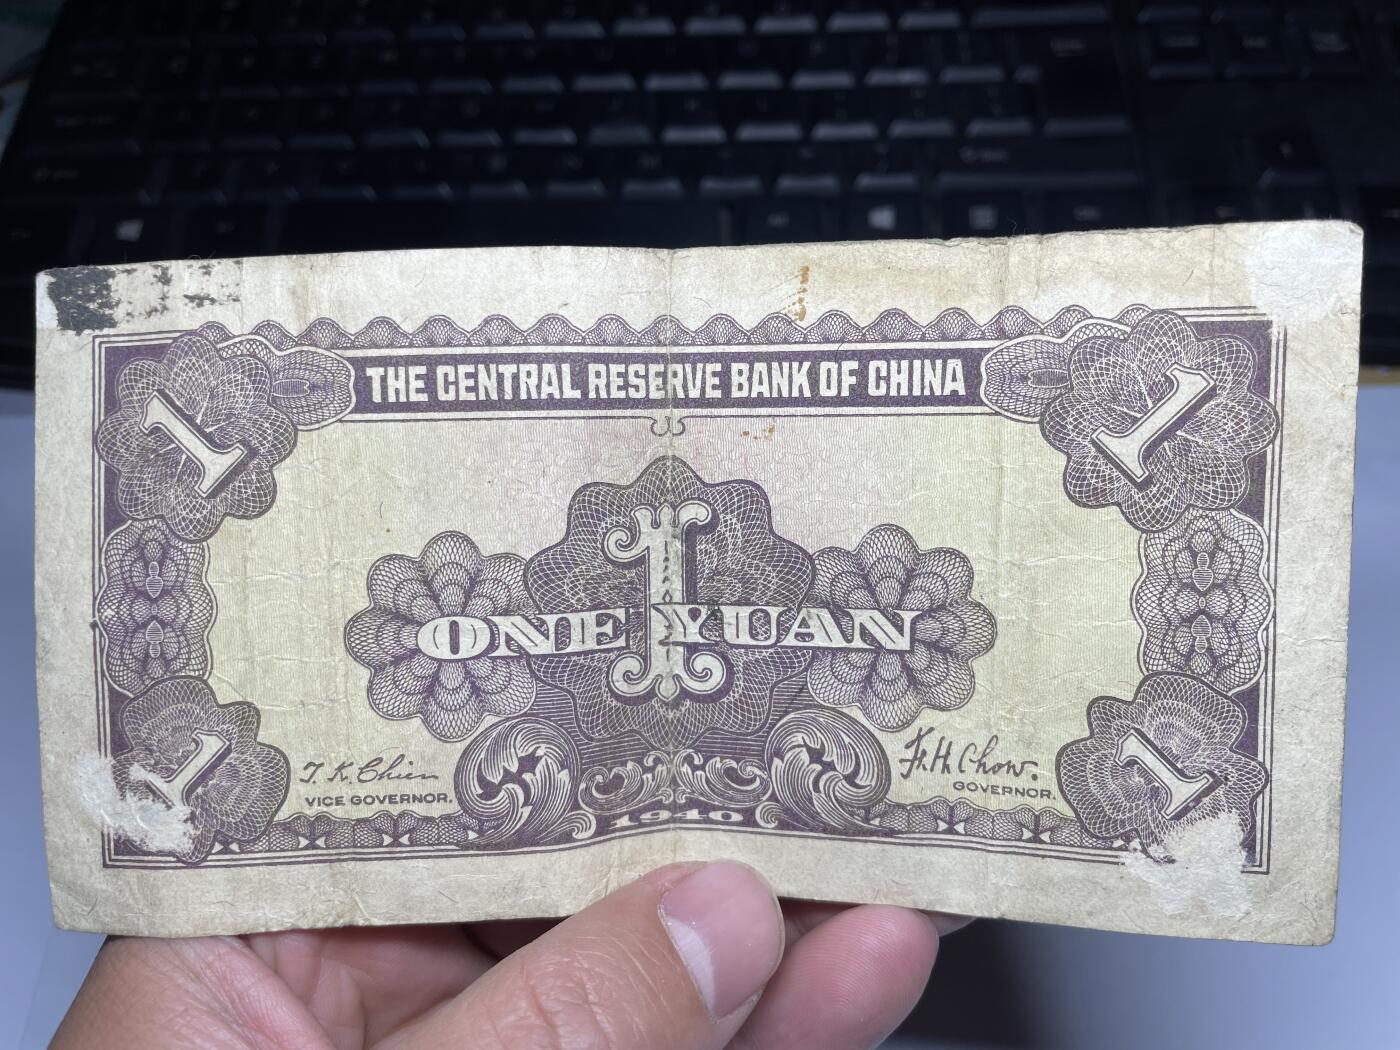 THE CENTRAL RESERVE BANK OF CHINA
1 1
1
ONE YUAN
T. K. Chien
VICE GOVERNOR.
F. H. Chow.
GOVERNOR.
1 1
1940